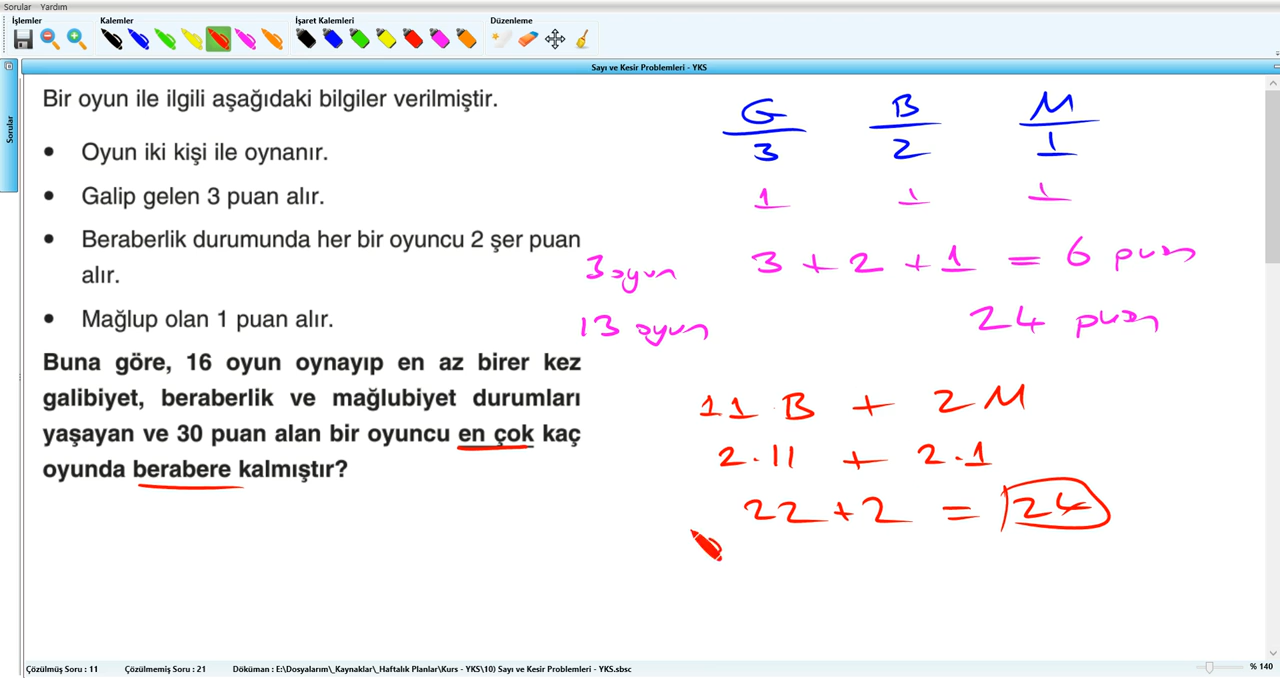 Sorular Yardım
İşlemler Kalemler İşaret Kalemleri Düzenleme
Sayı ve Kesir Problemleri - YKS
Sorular
Bir oyun ile ilgili aşağıdaki bilgiler verilmiştir.
• Oyun iki kişi ile oynanır.
• Galip gelen 3 puan alır.
• Beraberlik durumunda her bir oyuncu 2 şer puan
alır.
• Mağlup olan 1 puan alır.
Buna göre, 16 oyun oynayıp en az birer kez
galibiyet, beraberlik ve mağlubiyet durumları
yaşayan ve 30 puan alan bir oyuncu en çok kaç
oyunda berabere kalmıştır?
G B M
3 2 1
1 1 1
3 oyun 3 + 2 + 1 = 6 puan
13 oyun 24 puan
11 B + 2 M
2.11 + 2.1
22 + 2 = 24
Çözülmüş Soru : 11 Çözülmemiş Soru : 21 Döküman : E:\Dosyalarım\_Kaynaklar\_Haftalık Planlar\Kurs - YKS\10) Sayı ve Kesir Problemleri - YKS.sbsc % 140